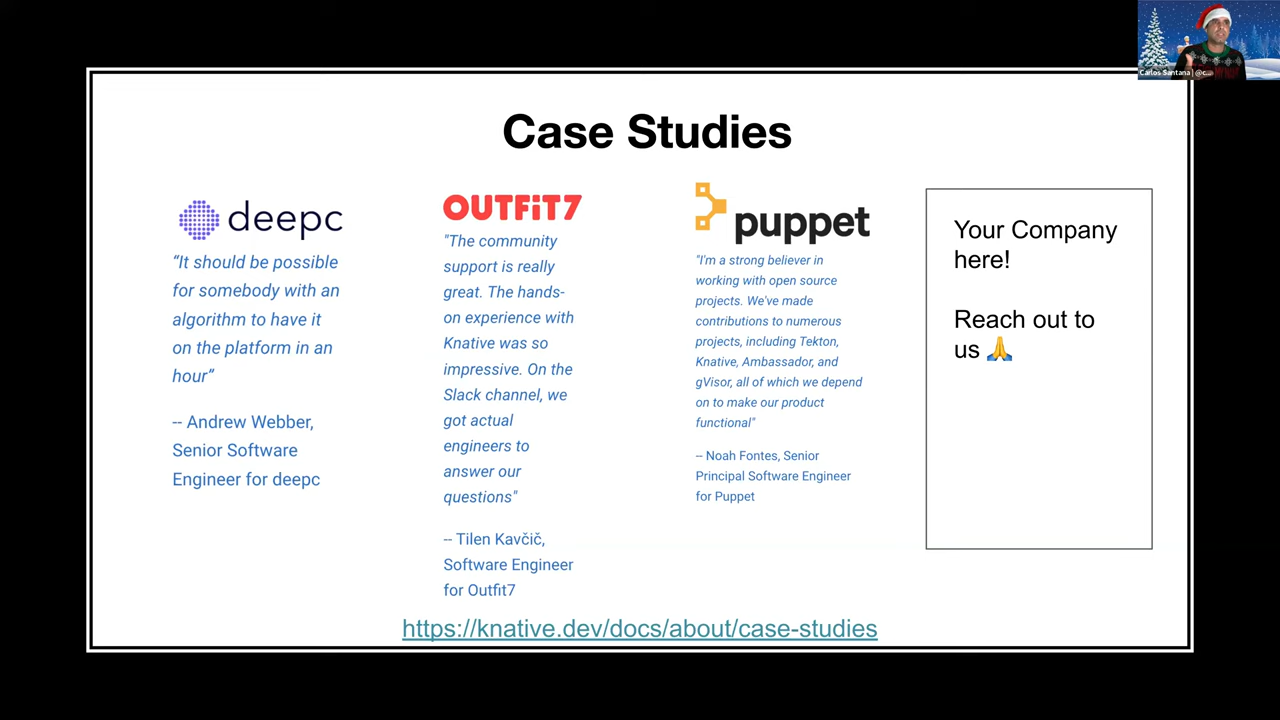 Carlos Santana | @c...
Case Studies
deepc
“It should be possible
for somebody with an
algorithm to have it
on the platform in an
hour”
-- Andrew Webber,
Senior Software
Engineer for deepc
OUTFiT7
"The community
support is really
great. The hands-
on experience with
Knative was so
impressive. On the
Slack channel, we
got actual
engineers to
answer our
questions"
-- Tilen Kavčič,
Software Engineer
for Outfit7
puppet
"I'm a strong believer in
working with open source
projects. We've made
contributions to numerous
projects, including Tekton,
Knative, Ambassador, and
gVisor, all of which we depend
on to make our product
functional"
-- Noah Fontes, Senior
Principal Software Engineer
for Puppet
Your Company
here!
Reach out to
us 🙏
https://knative.dev/docs/about/case-studies